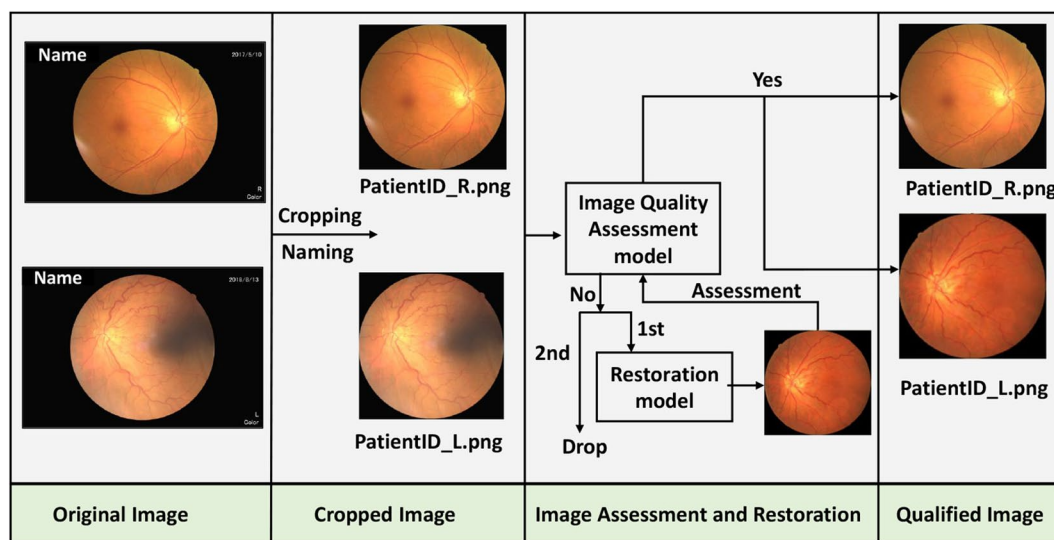 Name
2017/5/10
R
Color
Name
2018/8/13
L
Color
Original Image
PatientID_R.png
Cropping
Naming
PatientID_L.png
Cropped Image
Yes
Image Quality
Assessment
model
No
Assessment
1st
2nd
Restoration
model
Drop
Image Assessment and Restoration
PatientID_R.png
PatientID_L.png
Qualified Image